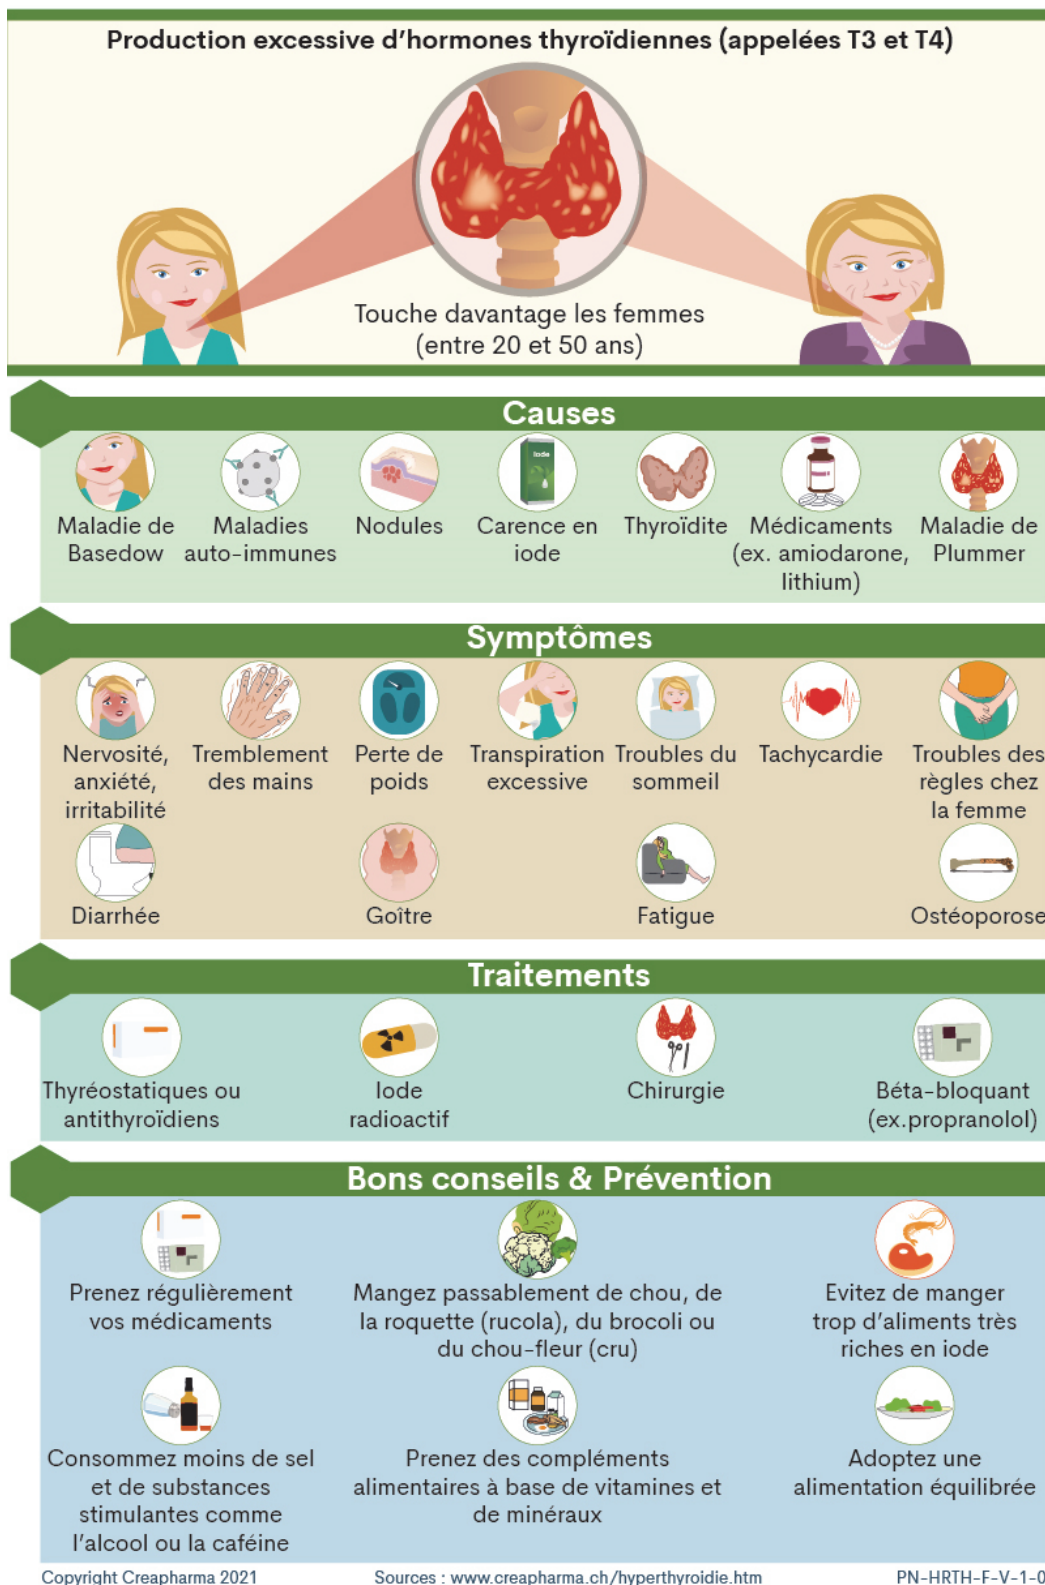 Production excessive d’hormones thyroïdiennes (appelées T3 et T4)
Touche davantage les femmes
(entre 20 et 50 ans)
Causes
Maladie de
Basedow
Maladies
auto-immunes
Nodules
Iode
Carence en
iode
Thyroïdite
Médicaments
(ex. amiodarone,
lithium)
Maladie de
Plummer
Symptômes
Nervosité,
anxiété,
irritabilité
Tremblement
des mains
Perte de
poids
Transpiration
excessive
Troubles du
sommeil
Tachycardie
Troubles des
règles chez
la femme
Diarrhée
Goître
Fatigue
Ostéoporose
Traitements
Thyréostatiques ou
antithyroïdiens
Iode
radioactif
Chirurgie
Béta-bloquant
(ex.propranolol)
Bons conseils & Prévention
Prenez régulièrement
vos médicaments
Mangez passablement de chou, de
la roquette (rucola), du brocoli ou
du chou-fleur (cru)
Evitez de manger
trop d’aliments très
riches en iode
Consommez moins de sel
et de substances
stimulantes comme
l’alcool ou la caféine
Prenez des compléments
alimentaires à base de vitamines et
de minéraux
Adoptez une
alimentation équilibrée
Copyright Creapharma 2021
Sources : www.creapharma.ch/hyperthyroidie.htm
PN-HRTH-F-V-1-0